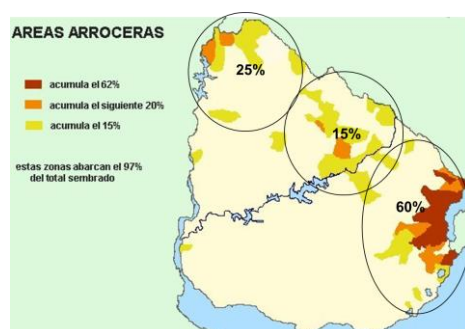 AREAS ARROCERAS
acumula el 62%
acumula el siguiente 20%
acumula el 15%
estas zonas abarcan el 97%
del total sembrado
25%
15%
60%